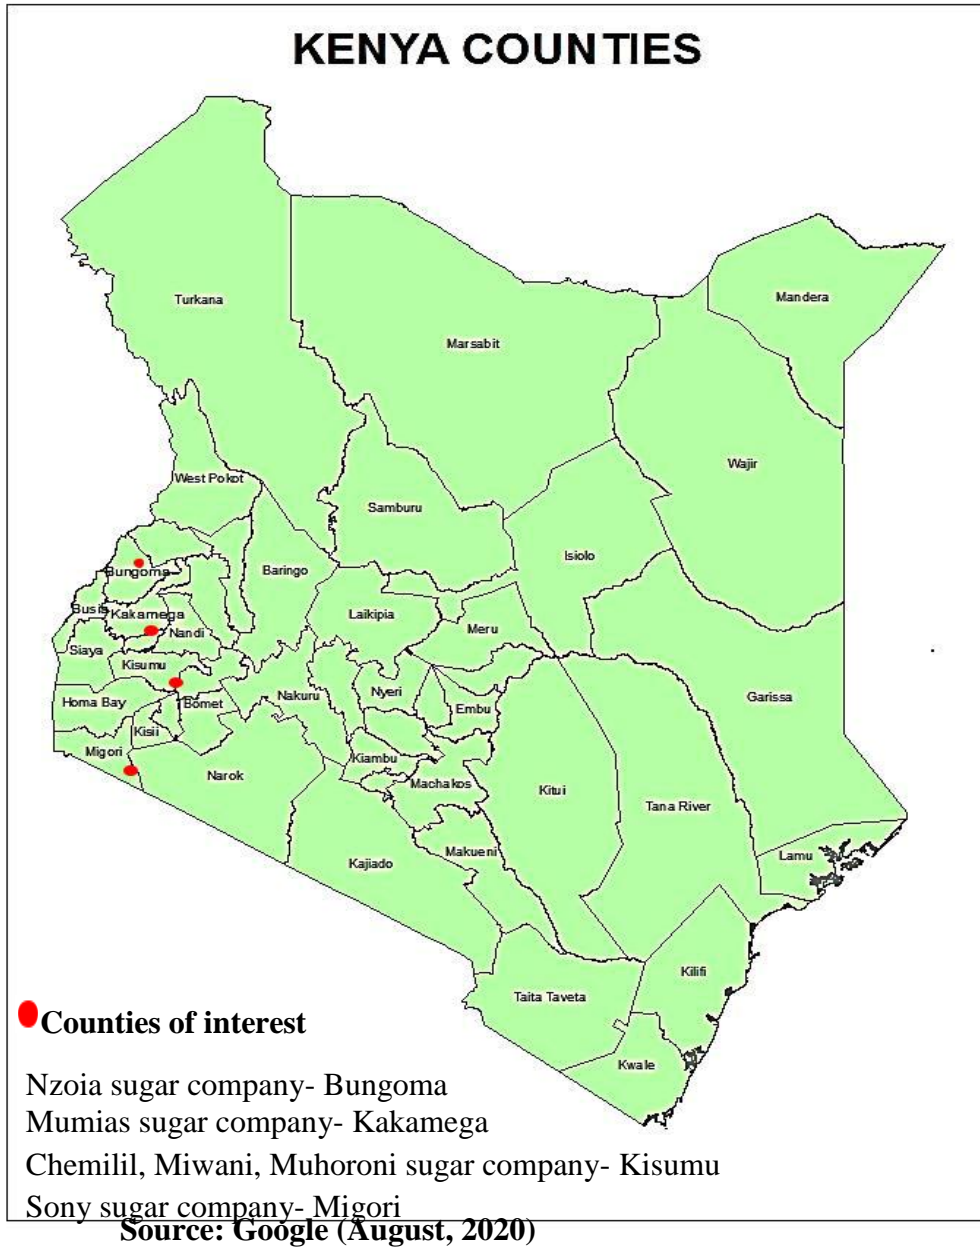 KENYA COUNTIES
Mandera
Turkana
Marsabit
Wajir
West Pokot
Samburu
Isiolo
Bungoma
Baringo
Busia
Kakamega
Laikipia
Meru
Nandi
Siaya
Kisumu
Nakuru
Nyeri
Garissa
Homa Bay
Bomet
Embu
Kisii
Migori
Narok
Kiambu
Machakos
Kitui
Tana River
Makueni
Kajiado
Lamu
Kilifi
Taita Taveta
Kwale
Counties of interest
Nzoia sugar company- Bungoma
Mumias sugar company- Kakamega
Chemilil, Miwani, Muhoroni sugar company- Kisumu
Sony sugar company- Migori
Source: Google (August, 2020)